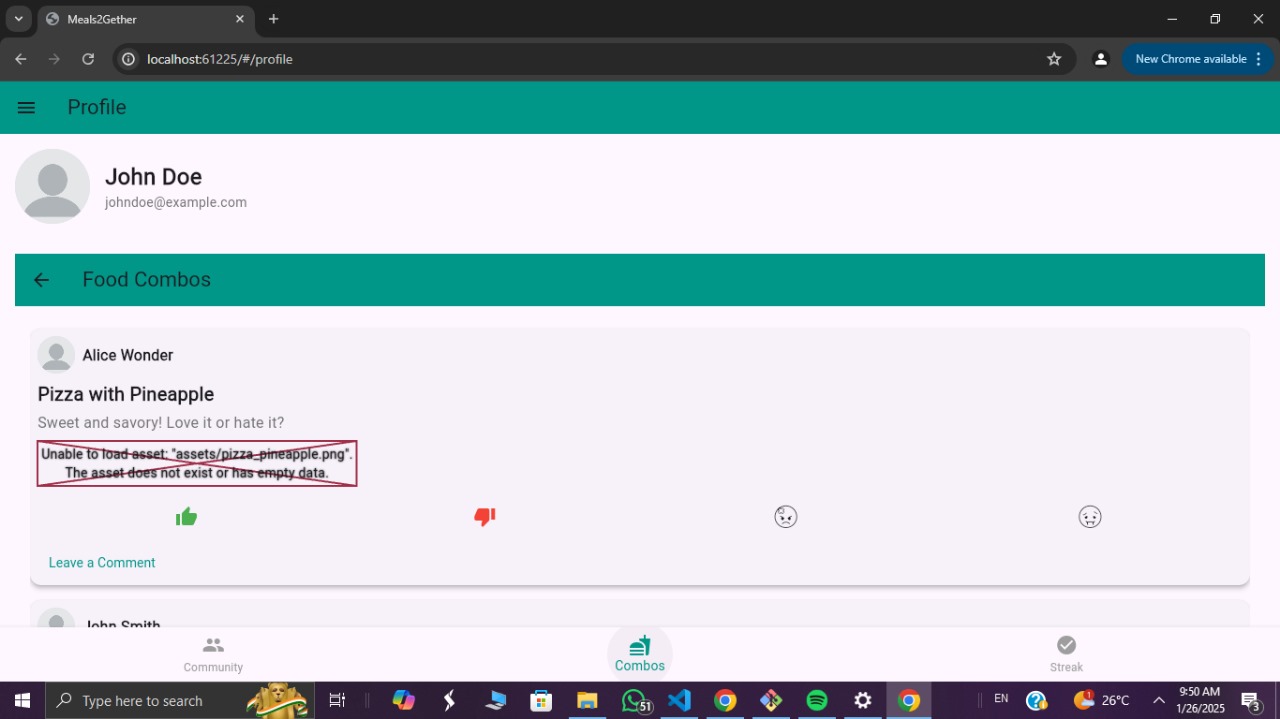 Meals2Gether
localhost:61225/#/profile
New Chrome available
Profile
John Doe
johndoe@example.com
Food Combos
Alice Wonder
Pizza with Pineapple
Sweet and savory! Love it or hate it?
Unable to load asset: "assets/pizza_pineapple.png".
The asset does not exist or has empty data.
Leave a Comment
John Smith
Community
Combos
Streak
Type here to search
51
1
26°C
EN
9:50 AM
1/26/2025
3